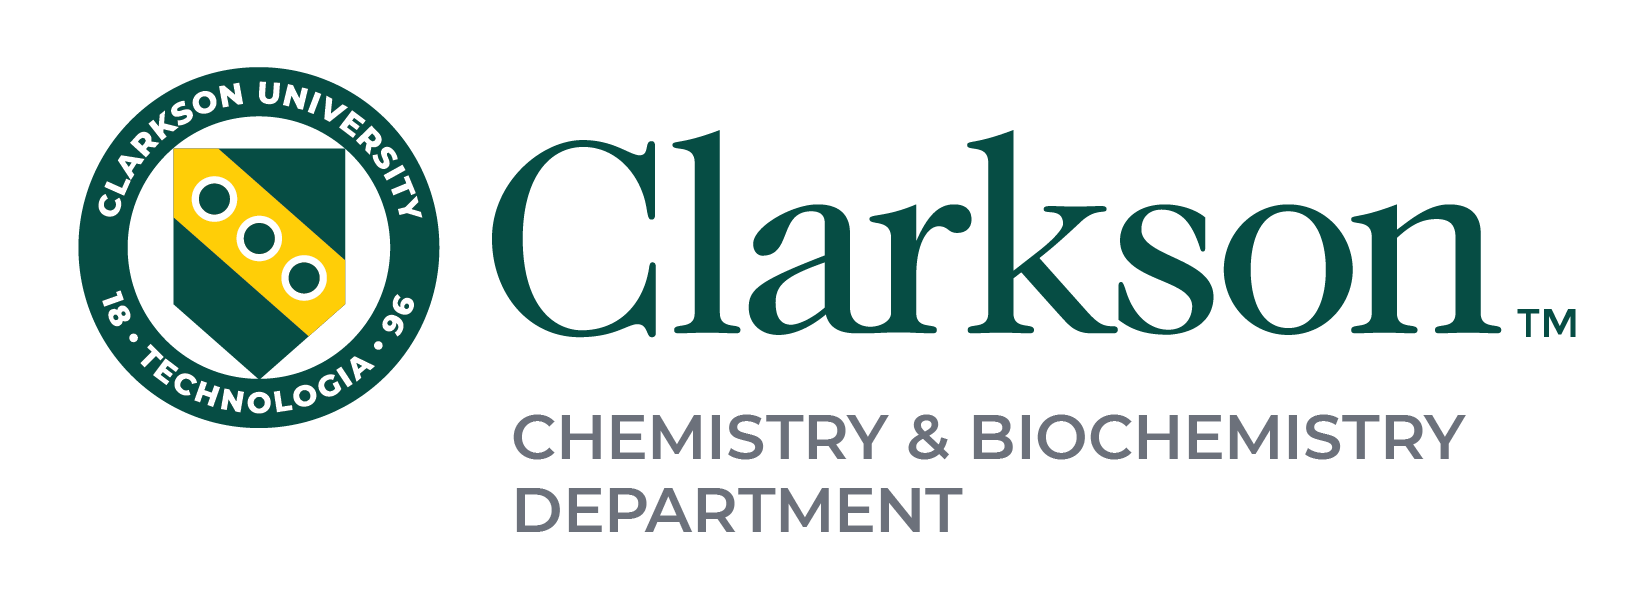 CLARKSON UNIVERSITY
18 • TECHNOLOGIA • 96
Clarkson™
CHEMISTRY & BIOCHEMISTRY
DEPARTMENT